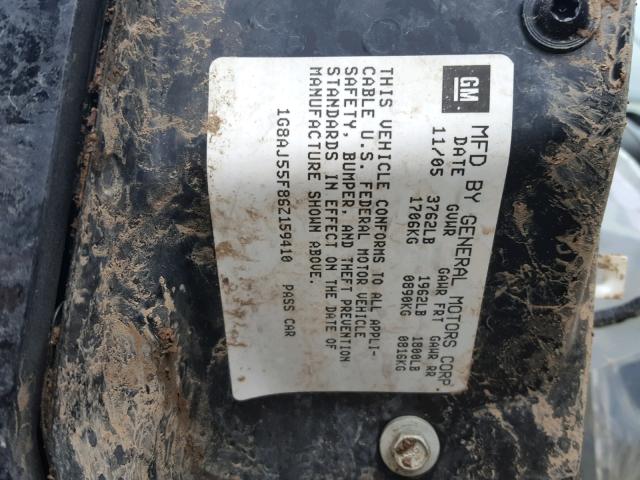 GM
MFD BY GENERAL MOTORS CORP.
DATE GVWR GAWR FRT GAWR RR
11/05 3762LB 1962LB 1800LB
1706KG 0890KG 0816KG
THIS VEHICLE CONFORMS TO ALL APPLI-
CABLE U.S. FEDERAL MOTOR VEHICLE
SAFETY, BUMPER, AND THEFT PREVENTION
STANDARDS IN EFFECT ON THE DATE OF
MANUFACTURE SHOWN ABOVE.
1G8AJ55F86Z159410 PASS CAR